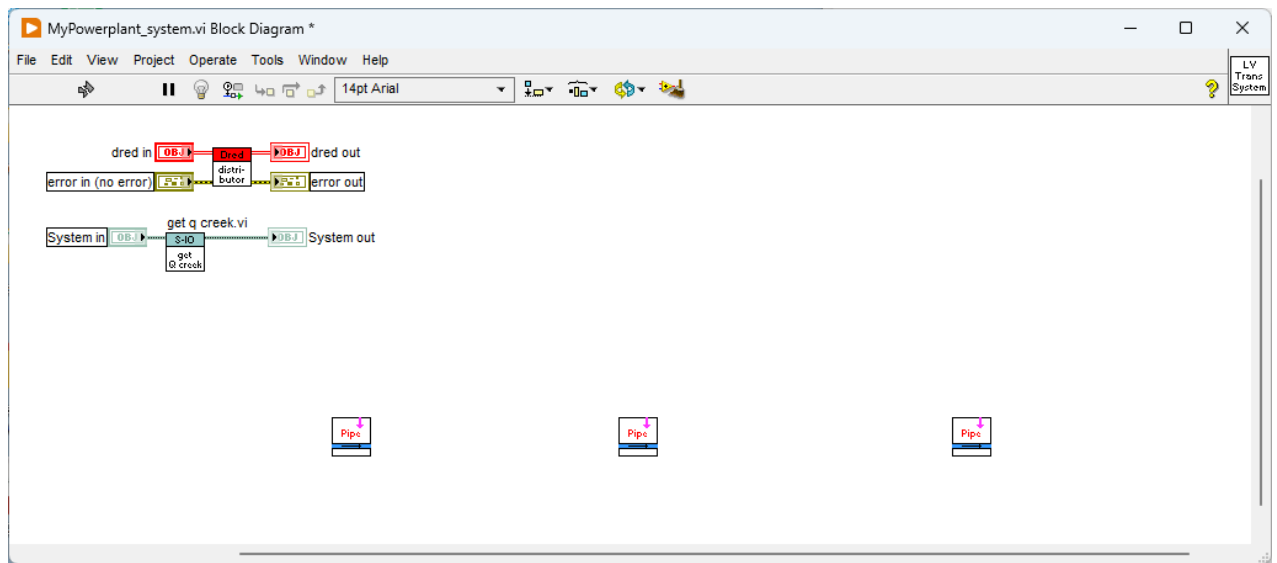 MyPowerplant_system.vi Block Diagram *
File Edit View Project Operate Tools Window Help
14pt Arial
LV
Trans
System
dred in OBJ Dred OBJ dred out
distri-
butor
error in (no error) error out
get q creek.vi
System in OBJ S-IO OBJ System out
get
Q creek
Pipe Pipe Pipe